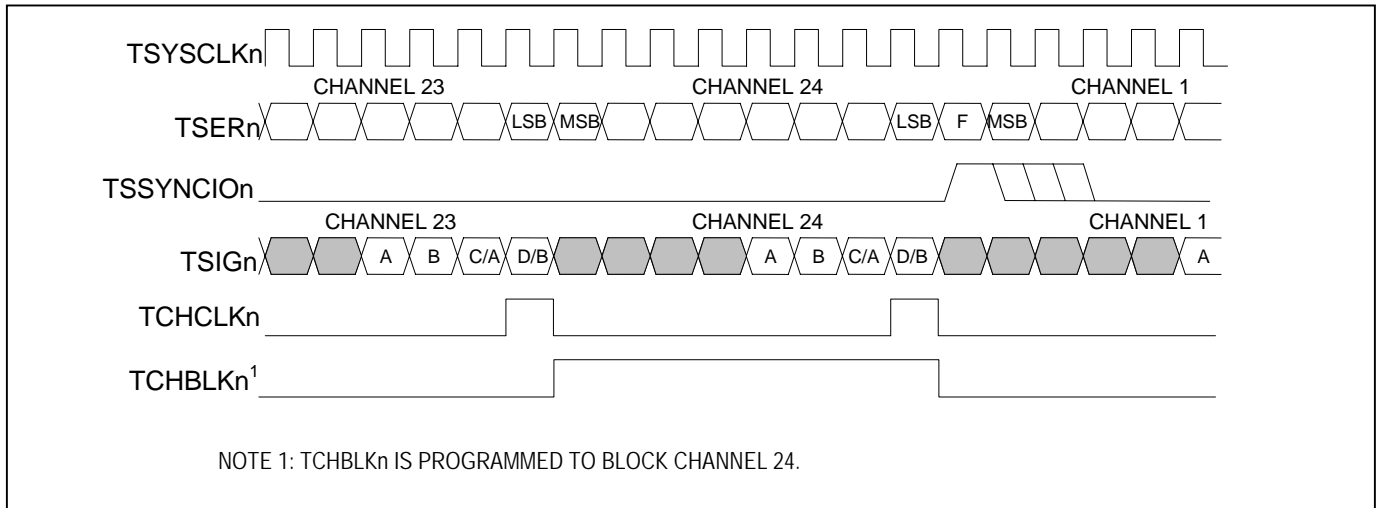 TSYSCLKn
CHANNEL 23 CHANNEL 24 CHANNEL 1
TSERn LSB MSB LSB F MSB
TSSYNCIOn
CHANNEL 23 CHANNEL 24 CHANNEL 1
TSIGn A B C/A D/B A B C/A D/B A
TCHCLKn
TCHBLKn¹
NOTE 1: TCHBLKn IS PROGRAMMED TO BLOCK CHANNEL 24.